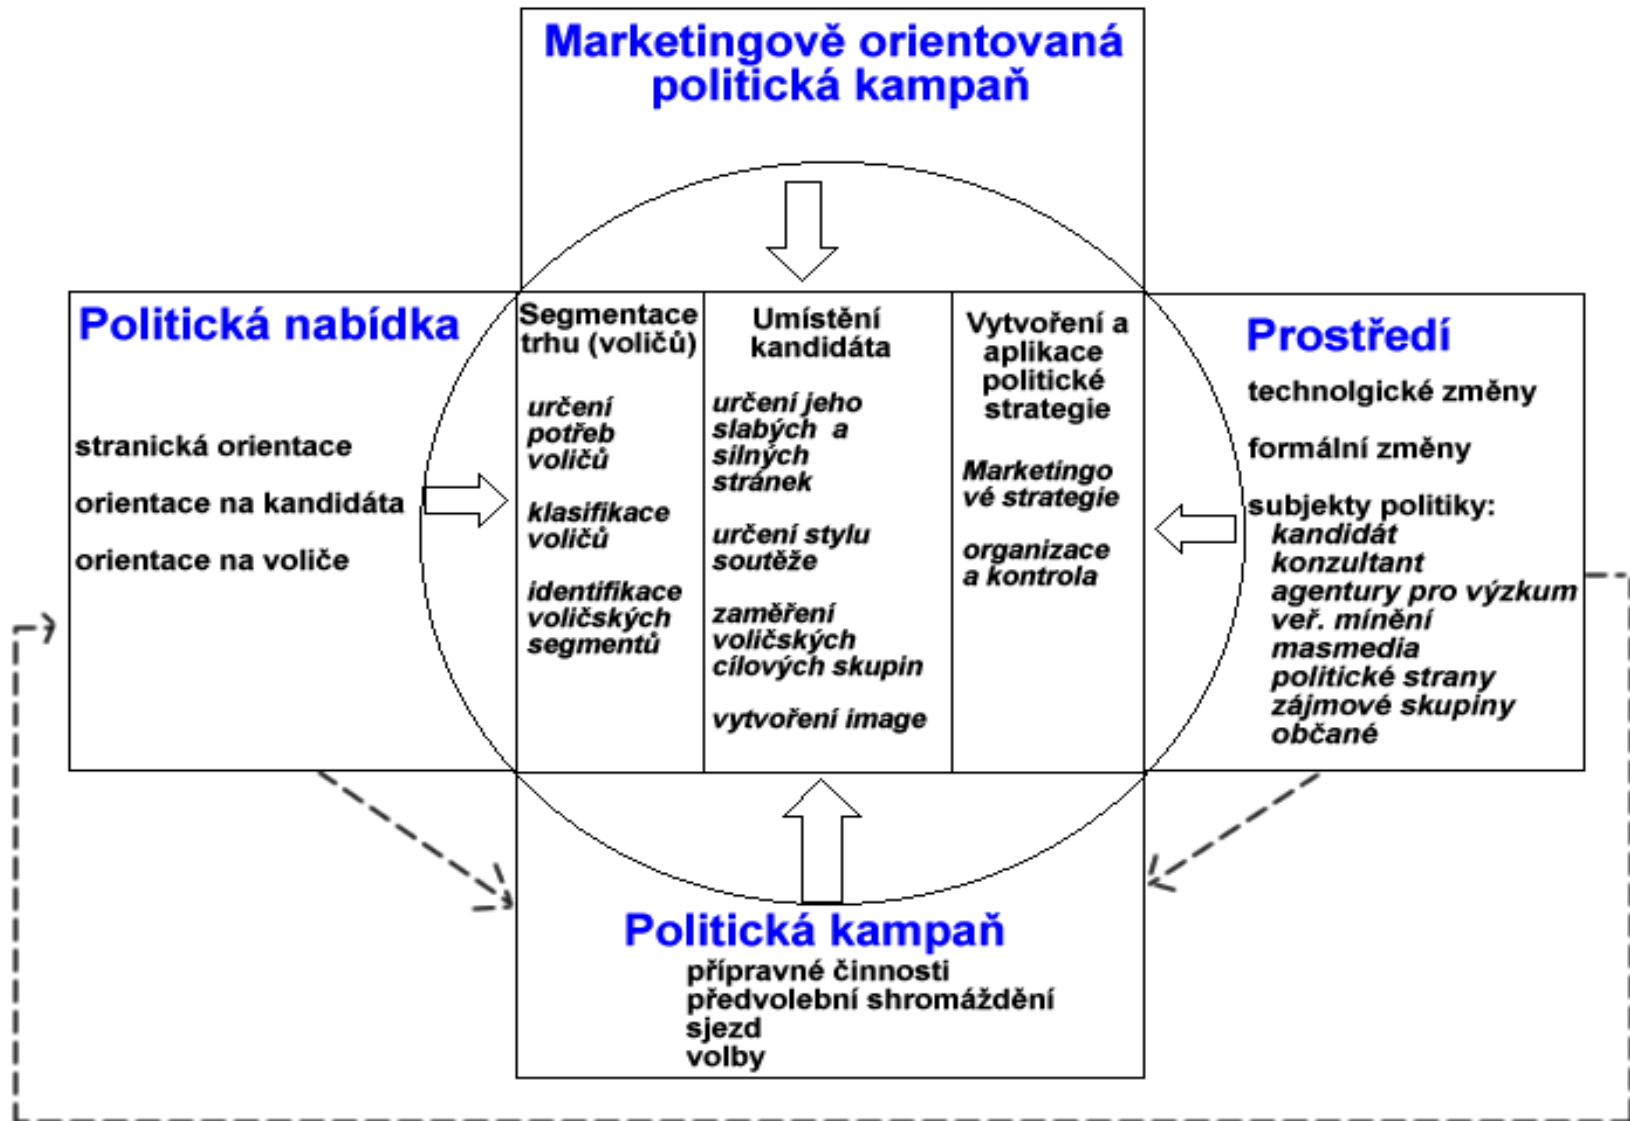 Marketingově orientovaná
politická kampaň
Politická nabídka
stranická orientace
orientace na kandidáta
orientace na voliče
Segmentace
trhu (voličů)
určení
potřeb
voličů
klasifikace
voličů
identifikace
voličských
segmentů
Umístění
kandidáta
určení jeho
slabých a
silných
stránek
určení stylu
soutěže
zaměření
voličských
cílových skupin
vytvoření image
Vytvoření a
aplikace
politické
strategie
Marketingo
vé strategie
organizace
a kontrola
Prostředí
technolgické změny
formální změny
subjekty politiky:
kandidát
konzultant
agentury pro výzkum
veř. mínění
masmedia
politické strany
zájmové skupiny
občané
Politická kampaň
přípravné činnosti
předvolební shromáždění
sjezd
volby